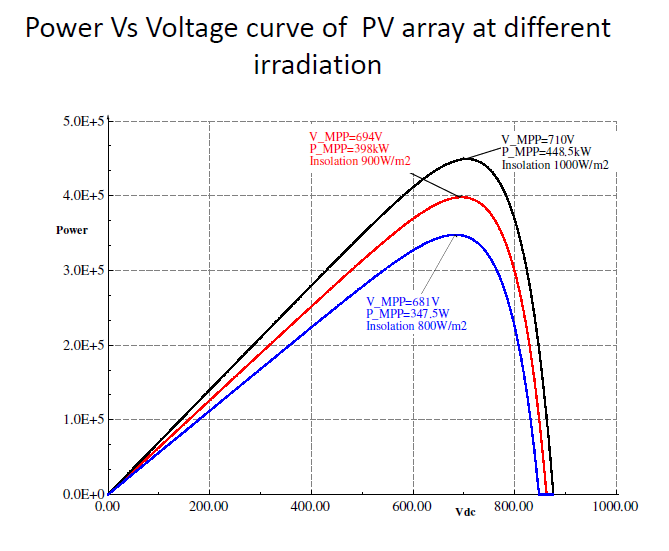 Power Vs Voltage curve of PV array at different
irradiation
5.0E+5
4.0E+5
Power
3.0E+5
2.0E+5
1.0E+5
0.0E+0
V_MPP=694V
P_MPP=398kW
Insolation 900W/m2
V_MPP=710V
P_MPP=448.5kW
Insolation 1000W/m2
V_MPP=681V
P_MPP=347.5W
Insolation 800W/m2
0.00 200.00 400.00 600.00 800.00 1000.00
Vdc